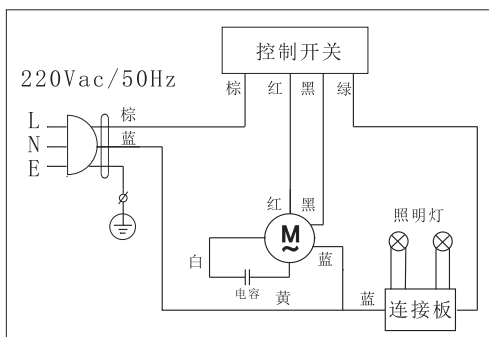 控制开关
220Vac/50Hz
棕 红 黑 绿
L
棕
N
蓝
E
红 黑
照明灯
M
~
白
蓝
电容
黄
蓝
连接板